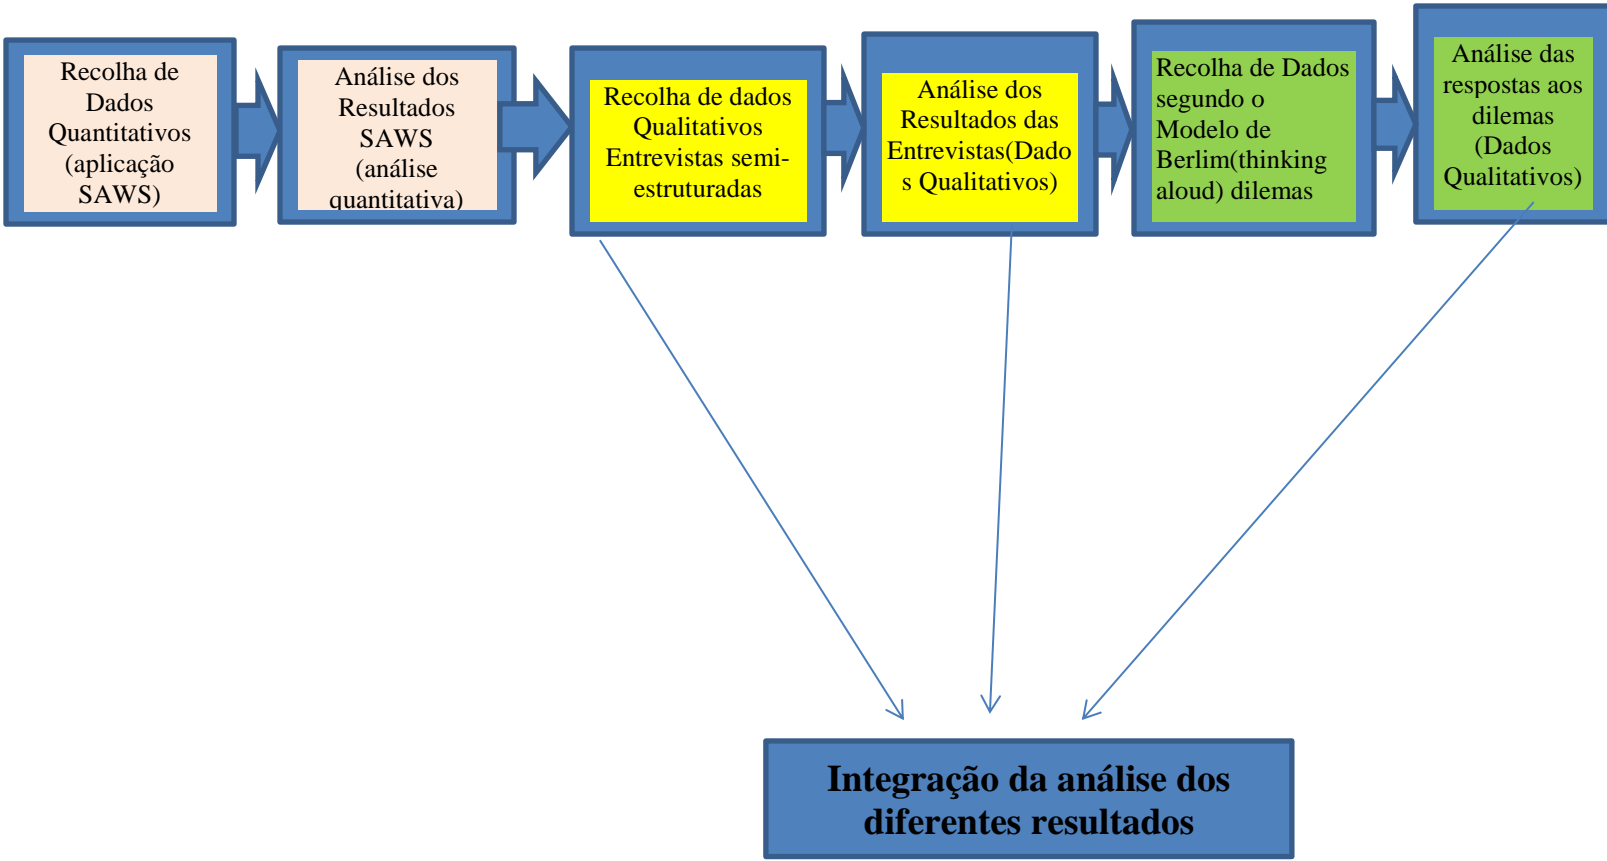 Recolha de
Dados
Quantitativos
(aplicação
SAWS)
Análise dos
Resultados
SAWS
(análise
quantitativa)
Recolha de dados
Qualitativos
Entrevistas semi-
estruturadas
Análise dos
Resultados das
Entrevistas(Dado
s Qualitativos)
Recolha de Dados
segundo o
Modelo de
Berlim(thinking
aloud) dilemas
Análise das
respostas aos
dilemas
(Dados
Qualitativos)
Integração da análise dos
diferentes resultados